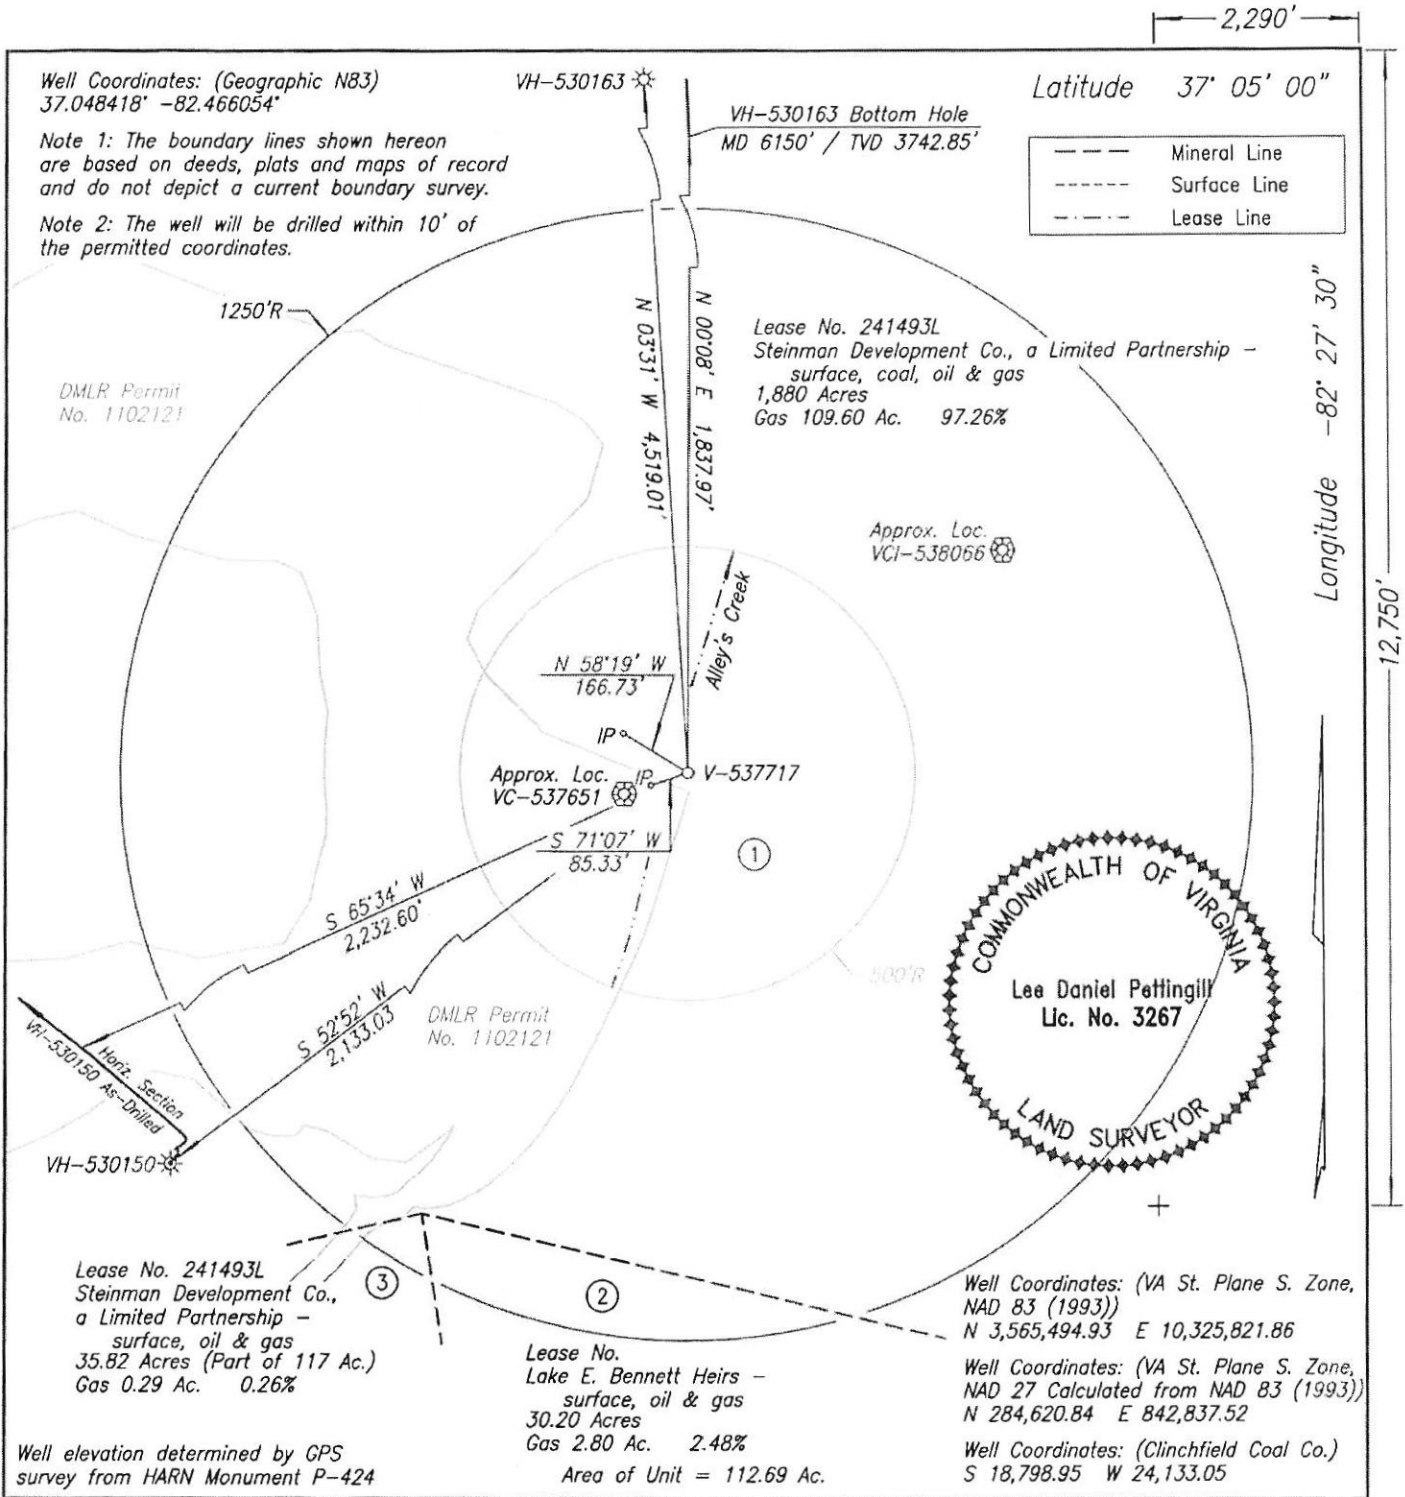 2,290'
Well Coordinates: (Geographic N83)
37.048418° -82.466054°
Note 1: The boundary lines shown hereon
are based on deeds, plats and maps of record
and do not depict a current boundary survey.
Note 2: The well will be drilled within 10' of
the permitted coordinates.
VH-530163
VH-530163 Bottom Hole
MD 6150' / TVD 3742.85'
Latitude 37° 05' 00"
Mineral Line
Surface Line
Lease Line
Longitude -82° 27' 30"
12,750'
1250'R
DMLR Permit
No. 1102121
N 03°31' W 4,519.01'
N 00°08' E 1,837.97'
Lease No. 241493L
Steinman Development Co., a Limited Partnership -
surface, coal, oil & gas
1,880 Acres
Gas 109.60 Ac. 97.26%
Approx. Loc.
VCI-538066
Alley's Creek
N 58°19' W
166.73'
IP
Approx. Loc.
VC-537651
IP
V-537717
S 71°07' W
85.33'
1
S 65°34' W
2,232.60'
S 52°52' W
2,133.03
500'R
DMLR Permit
No. 1102121
Horiz. Section
VH-530150 As-Drilled
VH-530150
COMMONWEALTH OF VIRGINIA
Lee Daniel Pettingill
Lic. No. 3267
LAND SURVEYOR
3
2
Lease No. 241493L
Steinman Development Co.,
a Limited Partnership -
surface, oil & gas
35.82 Acres (Part of 117 Ac.)
Gas 0.29 Ac. 0.26%
Lease No.
Lake E. Bennett Heirs -
surface, oil & gas
30.20 Acres
Gas 2.80 Ac. 2.48%
Area of Unit = 112.69 Ac.
Well elevation determined by GPS
survey from HARN Monument P-424
Well Coordinates: (VA St. Plane S. Zone,
NAD 83 (1993))
N 3,565,494.93 E 10,325,821.86
Well Coordinates: (VA St. Plane S. Zone,
NAD 27 Calculated from NAD 83 (1993))
N 284,620.84 E 842,837.52
Well Coordinates: (Clinchfield Coal Co.)
S 18,798.95 W 24,133.05